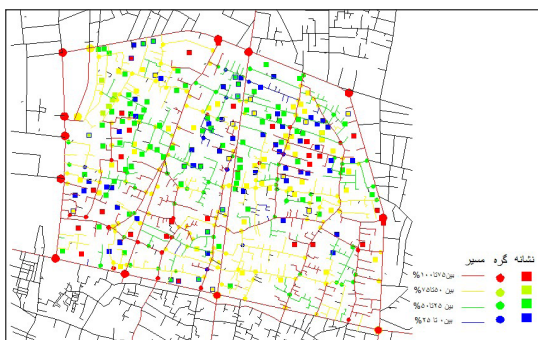 نشانه گره مسیر
بین ۷۵ تا ۱۰۰%
بین ۵۰ تا ۷۵%
بین ۲۵ تا ۵۰%
بین ۰ تا ۲۵%